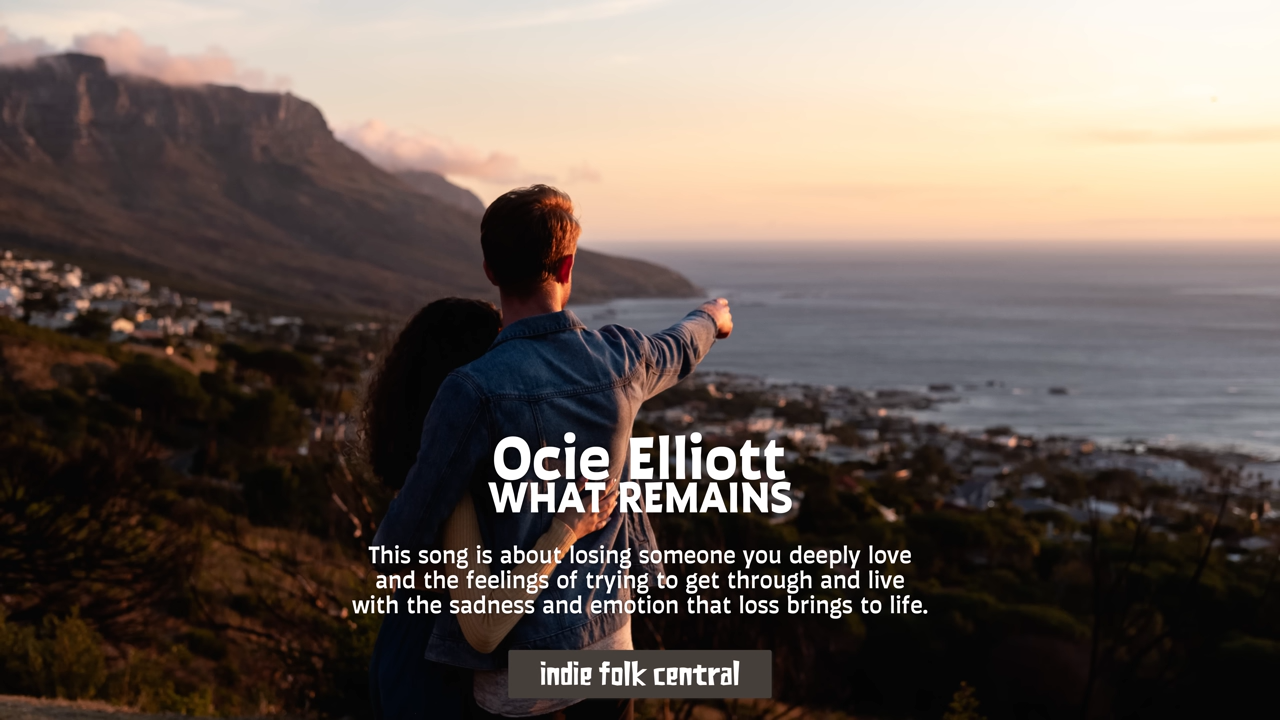 Ocie Elliott
WHAT REMAINS
This song is about losing someone you deeply love
and the feelings of trying to get through and live
with the sadness and emotion that loss brings to life.
indie folk central